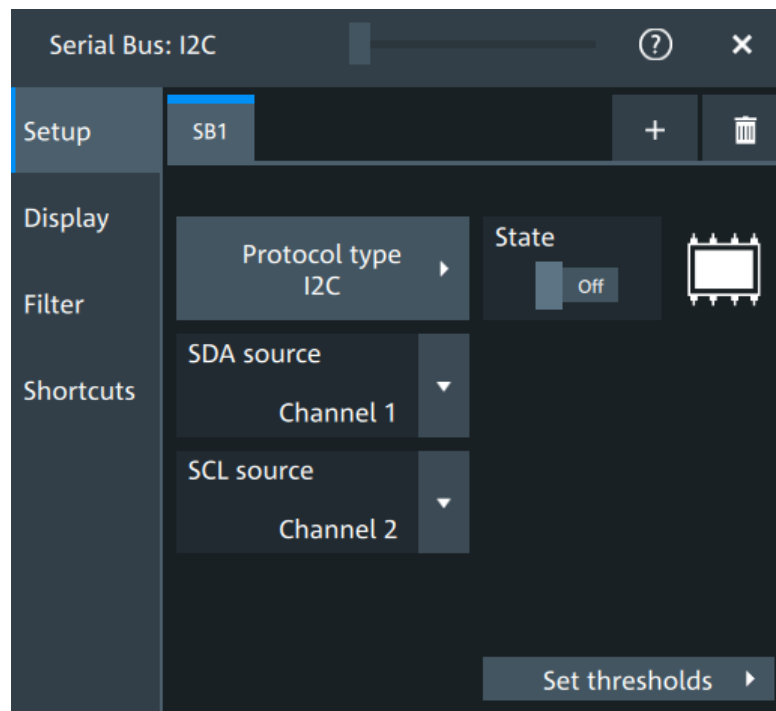 Serial Bus: I2C
?
×
Setup
SB1
+
Display
Filter
Shortcuts
Protocol type
I2C
State
Off
SDA source
Channel 1
SCL source
Channel 2
Set thresholds